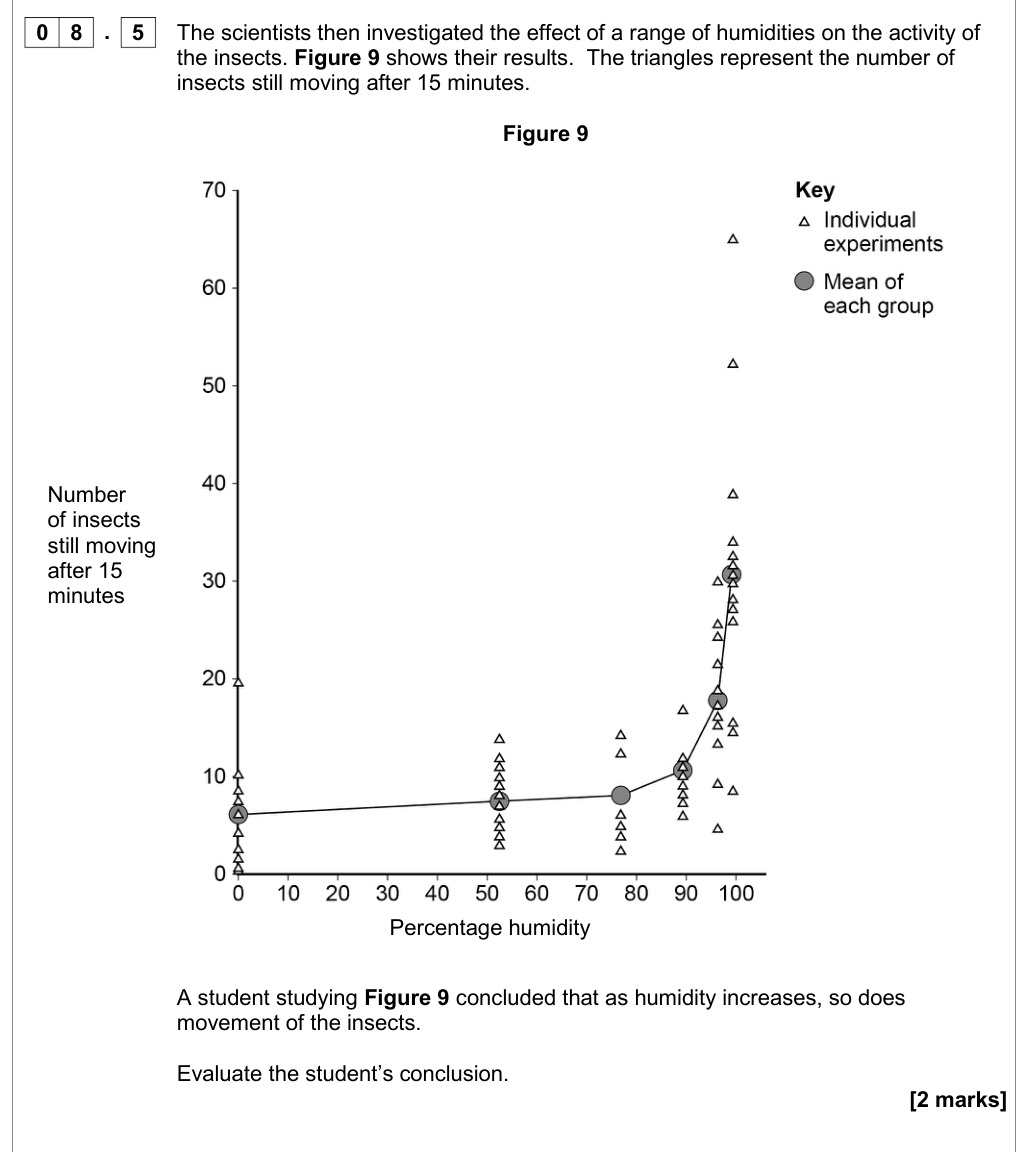 0 8 . 5 The scientists then investigated the effect of a range of humidities on the activity of
the insects. Figure 9 shows their results. The triangles represent the number of
insects still moving after 15 minutes.
Figure 9
Key
Individual
experiments
Mean of
each group
70
60
50
40
30
20
10
0
Number
of insects
still moving
after 15
minutes
0 10 20 30 40 50 60 70 80 90 100
Percentage humidity
A student studying Figure 9 concluded that as humidity increases, so does
movement of the insects.
Evaluate the student's conclusion.
[2 marks]